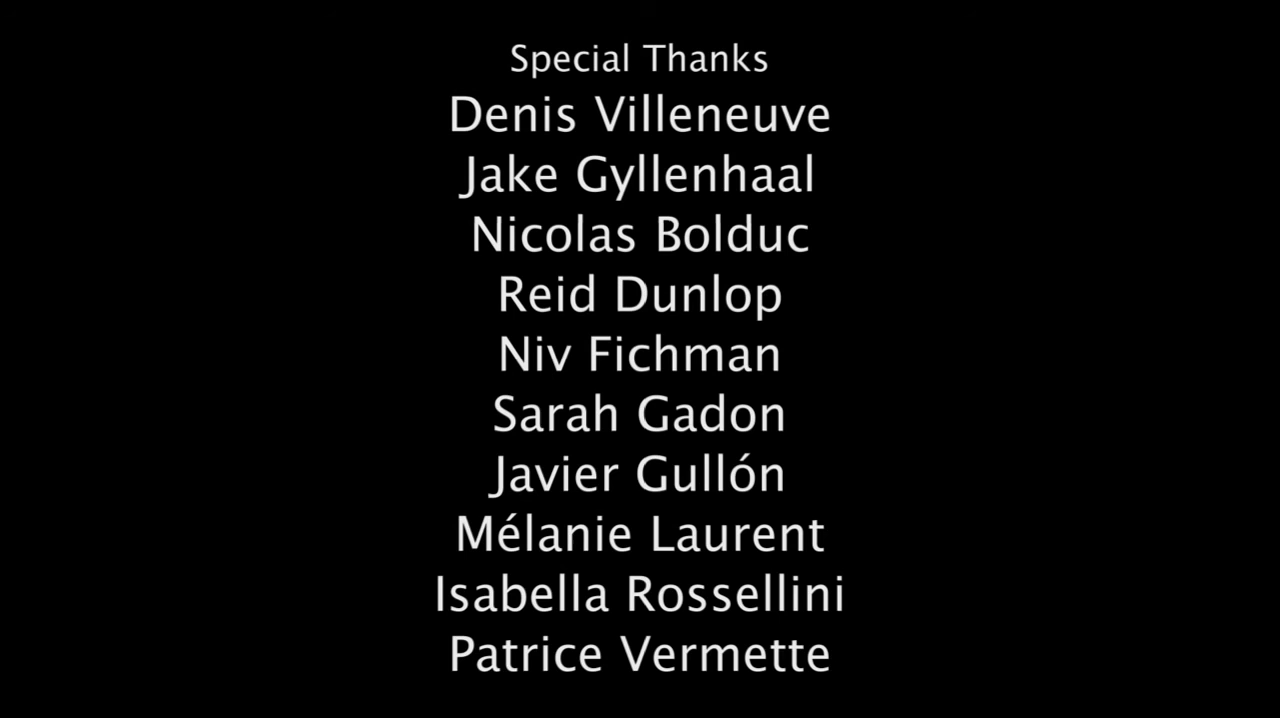 Special Thanks
Denis Villeneuve
Jake Gyllenhaal
Nicolas Bolduc
Reid Dunlop
Niv Fichman
Sarah Gadon
Javier Gullón
Mélanie Laurent
Isabella Rossellini
Patrice Vermette